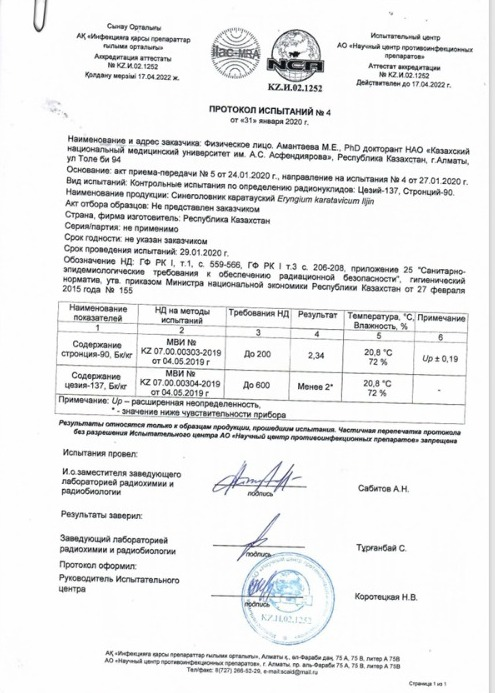 Сынау Орталығы
АҚ «Инфекцияға қарсы препараттар
ғылыми орталығы»
Аккредитация аттестаты
№ KZ.И.02.1252
Қолдану мерзімі 17.04.2022 ж.
ilac-MRA
NCA
KZ.И.02.1252
Испытательный центр
АО «Научный центр противоинфекционных
препаратов»
Аттестат аккредитации
№ KZ.И.02.1252
Действителен до 17.04.2022 г.
ПРОТОКОЛ ИСПЫТАНИЙ № 4
от «31» января 2020 г.
Наименование и адрес заказчика: Физическое лицо. Амантаева М.Е., PhD докторант НАО «Казахский
национальный медицинский университет им. А.С. Асфендиярова», Республика Казахстан, г.Алматы,
ул Толе би 94
Основание: акт приема-передачи № 5 от 24.01.2020 г., направление на испытания № 4 от 27.01.2020 г.
Вид испытаний: Контрольные испытания по определению радионуклидов: Цезий-137, Стронций-90.
Наименование продукции: Синеголовник каратауский Eryngium karatavicum Iljin
Акт отбора образцов: Не представлен заказчиком
Страна, фирма изготовитель: Республика Казахстан
Серия/партия: не применимо
Срок годности: не указан заказчиком
Срок проведения испытаний: 29.01.2020 г.
Обозначение НД: ГФ РК I, т.1, с. 559-566, ГФ РК I т.3 с. 206-208, приложение 25 "Санитарно-
эпидемиологические требования к обеспечению радиационной безопасности", гигиенический
норматив, утв. приказом Министра национальной экономики Республики Казахстан от 27 февраля
2015 года № 155
Наименование показателей | НД на методы испытаний | Требования НД | Результат | Температура, °С, Влажность, % | Примечание
1 | 2 | 3 | 4 | 5 | 6
Содержание стронция-90, Бк/кг | МВИ № KZ 07.00.00303-2019 от 04.05.2019 г | До 200 | 2,34 | 20,8 °С 72 % | Up ± 0,19
Содержание цезия-137, Бк/кг | МВИ № KZ 07.00.00304-2019 от 04.05.2019 г | До 600 | Менее 2* | 20,8 °С 72 % | -
Примечание: Up – расширенная неопределенность,
* - значение ниже чувствительности прибора
Результаты относятся только к образцам продукции, прошедшим испытания. Частичная перепечатка протокола
без разрешения Испытательного центра АО «Научный центр противоинфекционных препаратов» запрещена
Испытания провел:
И.о.заместителя заведующего
лабораторией радиохимии и
радиобиологии
подпись
Сабитов А.Н.
Результаты заверил:
Заведующий лабораторией
радиохимии и радиобиологии
подпись
Тұрғанбай С.
Протокол оформил:
Руководитель Испытательного
центра
подпись
Коротецкая Н.В.
KZ.И.02.1252
АҚ «Инфекцияға қарсы препараттар ғылыми орталығы», Алматы қ., әл-Фараби даң. 75 А, 75 В, литер А 75В
АО «Научный центр противоинфекционных препаратов». г. Алматы. пр. аль-Фараби 75 А, 75 В, литер А 75В
Тел/факс: 8(727) 266-52-29, e-mail:scaid@mail.ru
Страница 1 из 1